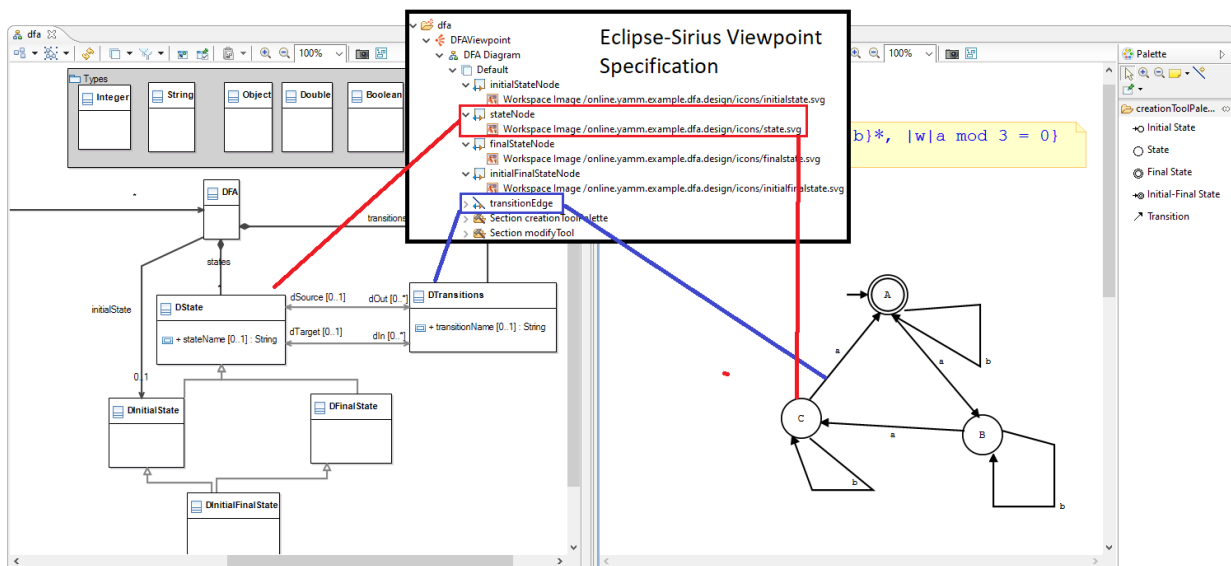 dfa
100%
Types
Integer
String
Object
Double
Boolean
*
DFA
transitions
states
*
initialState
0..1
DState
+ stateName [0..1] : String
dSource [0..1]
dOut [0..*]
dTarget [0..1]
dIn [0..*]
DTransitions
+ transitionName [0..1] : String
DInitialState
DFinalState
DInitialFinalState
dfa
DFAViewpoint
DFA Diagram
Default
initialStateNode
Workspace Image /online.yamm.example.dfa.design/icons/initialstate.svg
stateNode
Workspace Image /online.yamm.example.dfa.design/icons/state.svg
finalStateNode
Workspace Image /online.yamm.example.dfa.design/icons/finalstate.svg
initialFinalStateNode
Workspace Image /online.yamm.example.dfa.design/icons/initialfinalstate.svg
transitionEdge
Section creationToolPalette
Section modifyTool
Eclipse-Sirius Viewpoint
Specification
100%
b}*, |w|a mod 3 = 0}
A
a
b
a
C
a
B
b
b
Palette
creationToolPale...
Initial State
State
Final State
Initial-Final State
Transition